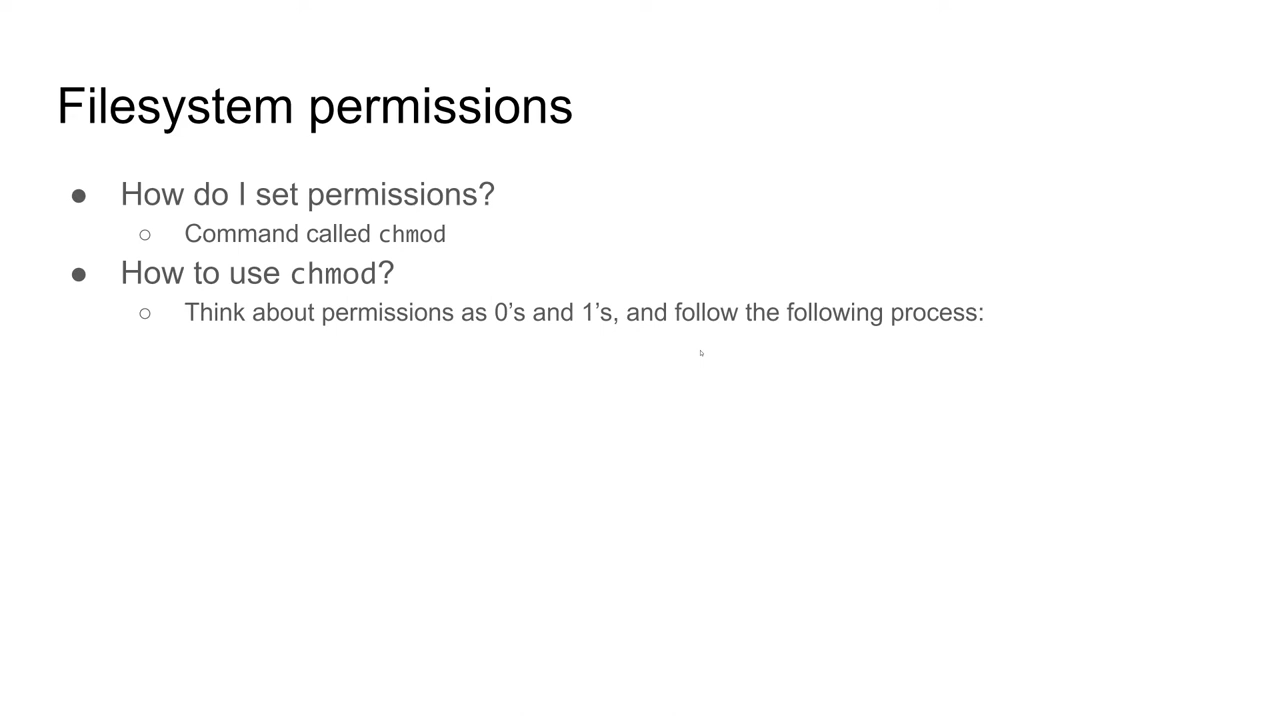 Filesystem permissions
● How do I set permissions?
○ Command called chmod
● How to use chmod?
○ Think about permissions as 0’s and 1’s, and follow the following process: